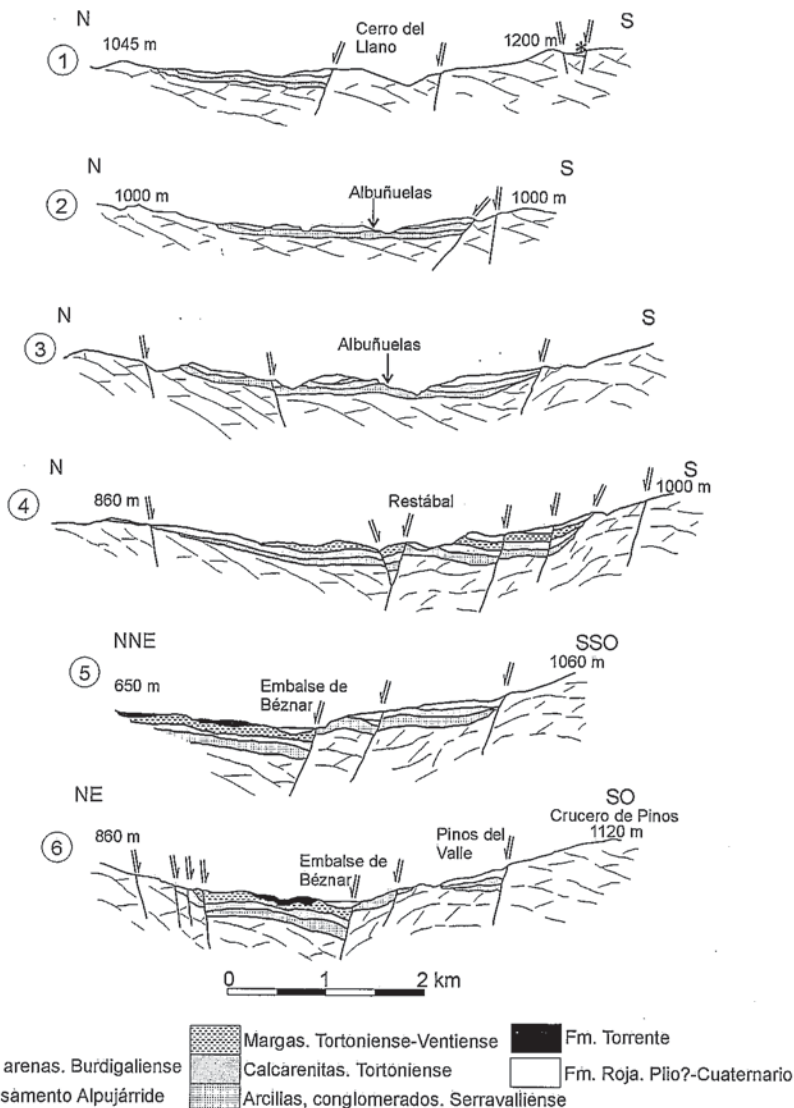 N S
Cerro del
Llano
1045 m 1200 m *
1
N S
Albuñuelas
1000 m 1000 m
2
N S
Albuñuelas
3
N S
860 m Restábal 1000 m
4
NNE SSO
1060 m
5
650 m Embalse de
Béznar
NE SO
Crucero de Pinos
860 m Pinos del 1120 m
Valle
6
Embalse de
Béznar
0 1 2 km
Margas. Tortoniense-Ventiense Fm. Torrente
arenas. Burdigaliense Calcarenitas. Tortoniense Fm. Roja. Plio?-Cuaternario
samento Alpujárride Arcillas, conglomerados. Serravalliense